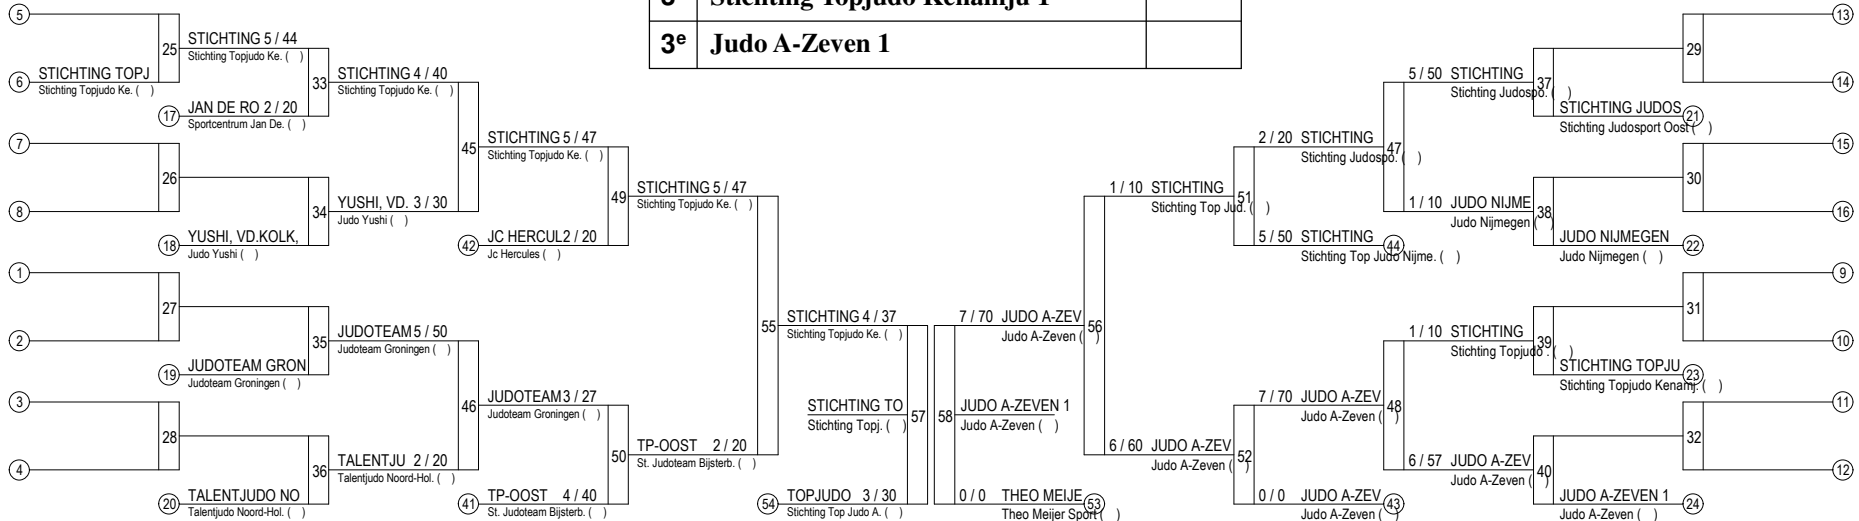 3e Stichting Topjudo Kenamju 1
3e Judo A-Zeven 1
5
25
STICHTING 5 / 44
Stichting Topjudo Ke. ( )
6
STICHTING TOPJ
Stichting Topjudo Ke. ( )
33
STICHTING 4 / 40
Stichting Topjudo Ke. ( )
17
JAN DE RO 2 / 20
Sportcentrum Jan De. ( )
7
26
8
45
STICHTING 5 / 47
Stichting Topjudo Ke. ( )
34
YUSHI, VD. 3 / 30
Judo Yushi ( )
18
YUSHI, VD.KOLK,
Judo Yushi ( )
49
STICHTING 5 / 47
Stichting Topjudo Ke. ( )
42
JC HERCUL 2 / 20
Jc Hercules ( )
1
27
2
35
JUDOTEAM 5 / 50
Judoteam Groningen ( )
19
JUDOTEAM GRON
Judoteam Groningen ( )
55
STICHTING 4 / 37
Stichting Topjudo Ke. ( )
3
28
4
46
JUDOTEAM 3 / 27
Judoteam Groningen ( )
36
TALENTJU 2 / 20
Talentjudo Noord-Hol. ( )
20
TALENTJUDO NO
Talentjudo Noord-Hol. ( )
50
TP-OOST 2 / 20
St. Judoteam Bijsterb. ( )
41
TP-OOST 4 / 40
St. Judoteam Bijsterb. ( )
STICHTING TO
Stichting Topj. ( )
57
54
TOPJUDO 3 / 30
Stichting Top Judo A. ( )
58
JUDO A-ZEVEN 1
Judo A-Zeven ( )
7 / 70 JUDO A-ZEV
Judo A-Zeven ( )
56
0 / 0 THEO MEIJE
Theo Meijer Sport ( )
53
1 / 10 STICHTING
Stichting Top Jud. ( )
51
6 / 60 JUDO A-ZEV
Judo A-Zeven ( )
52
2 / 20 STICHTING
Stichting Judospo. ( )
47
5 / 50 STICHTING
Stichting Top Judo Nijme. ( )
44
7 / 70 JUDO A-ZEV
Judo A-Zeven ( )
48
0 / 0 JUDO A-ZEV
Judo A-Zeven ( )
43
5 / 50 STICHTING
Stichting Judospo. ( )
37
STICHTING JUDOS
Stichting Judosport Oost ( )
21
1 / 10 JUDO NIJME
Judo Nijmegen ( )
38
JUDO NIJMEGEN
Judo Nijmegen ( )
22
1 / 10 STICHTING
Stichting Topjudo . ( )
39
STICHTING TOPJU
Stichting Topjudo Kenamj. ( )
23
6 / 57 JUDO A-ZEV
Judo A-Zeven ( )
40
JUDO A-ZEVEN 1
Judo A-Zeven ( )
24
13
29
14
15
30
16
9
31
10
11
32
12